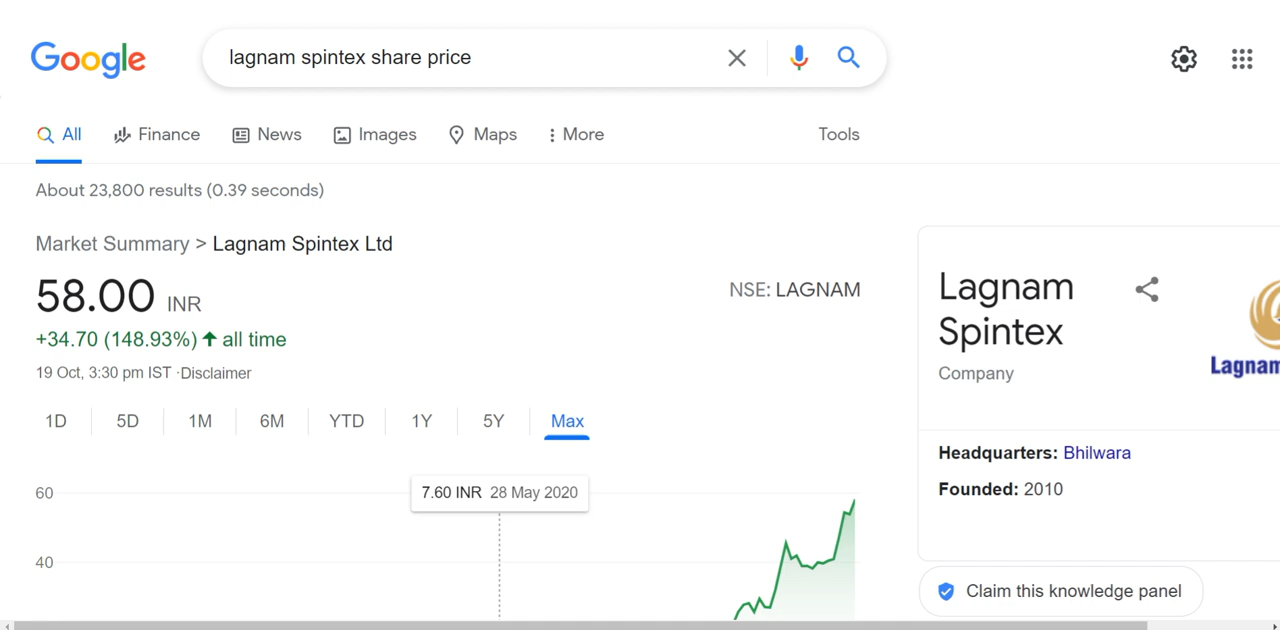 Google
lagnam spintex share price
All
Finance
News
Images
Maps
More
Tools
About 23,800 results (0.39 seconds)
Market Summary > Lagnam Spintex Ltd
58.00 INR
NSE: LAGNAM
+34.70 (148.93%) all time
19 Oct, 3:30 pm IST ·Disclaimer
1D 5D 1M 6M YTD 1Y 5Y Max
7.60 INR 28 May 2020
60
40
Lagnam
Spintex
Company
Lagnam
Headquarters: Bhilwara
Founded: 2010
Claim this knowledge panel